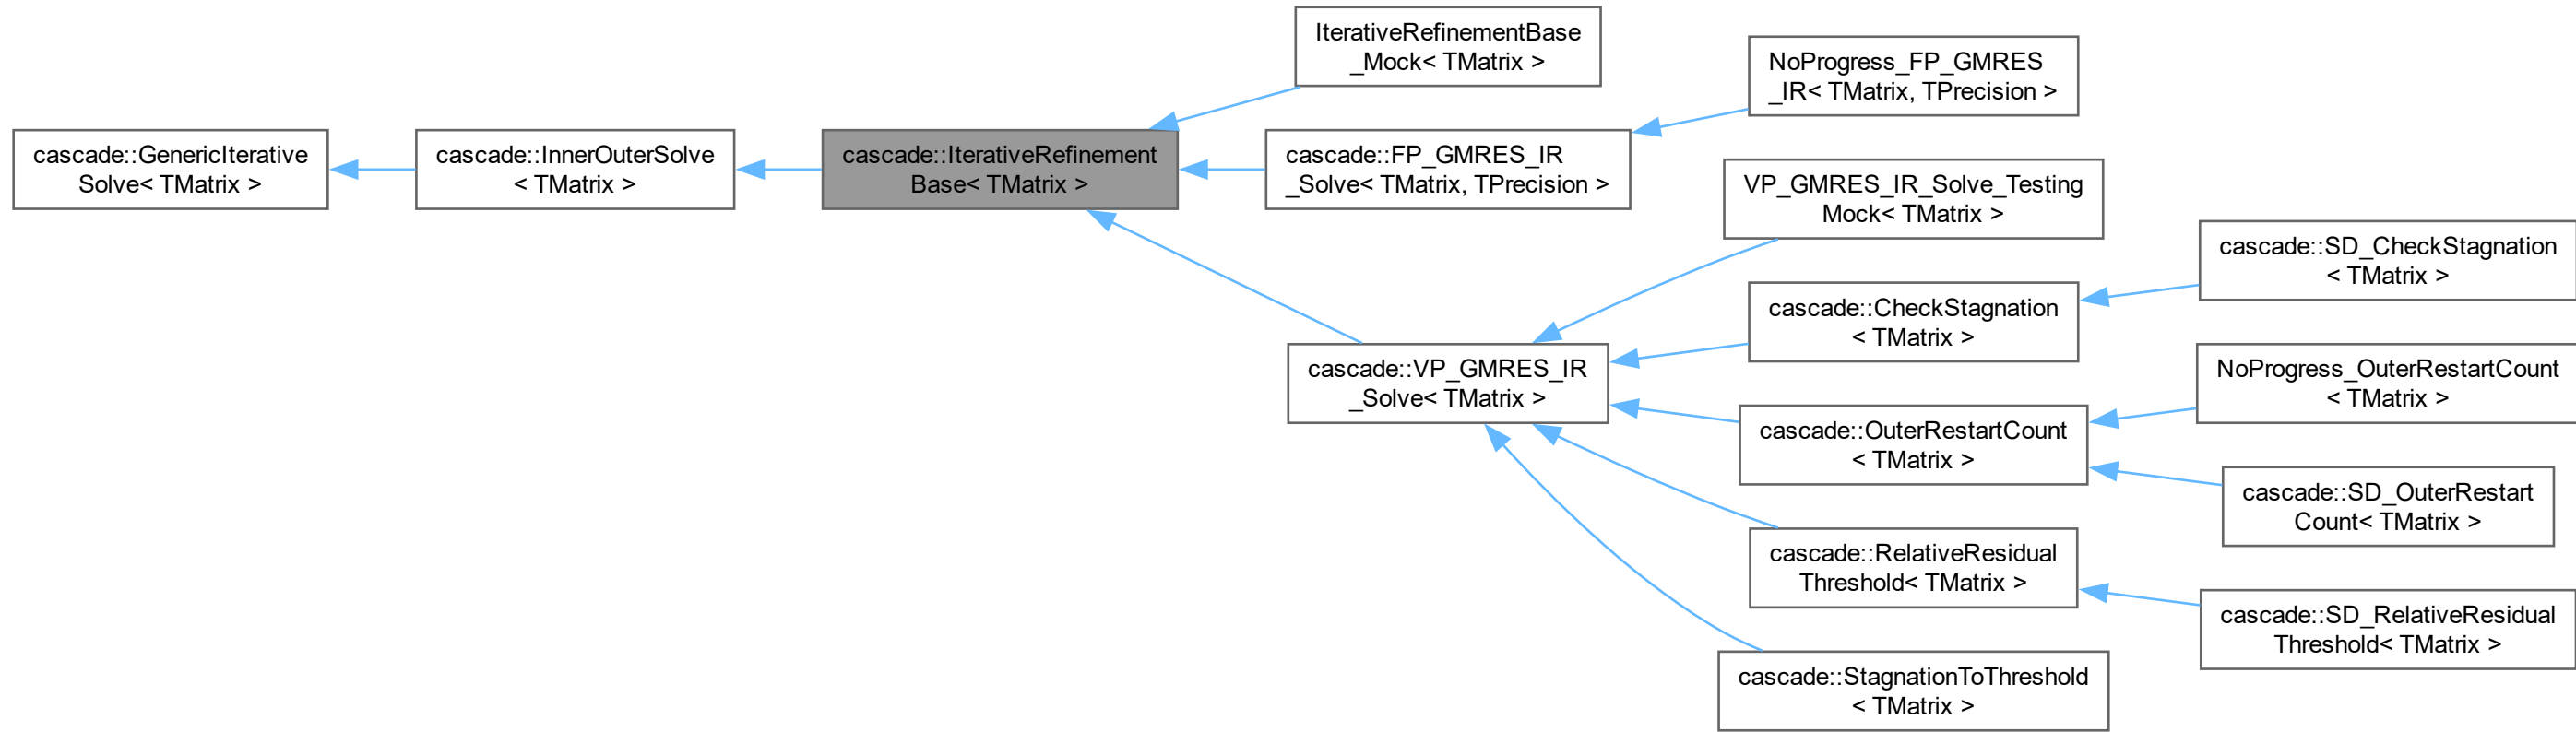 cascade::GenericIterative
Solve< TMatrix >
cascade::InnerOuterSolve
< TMatrix >
cascade::IterativeRefinement
Base< TMatrix >
IterativeRefinementBase
_Mock< TMatrix >
cascade::FP_GMRES_IR
_Solve< TMatrix, TPrecision >
NoProgress_FP_GMRES
_IR< TMatrix, TPrecision >
cascade::VP_GMRES_IR
_Solve< TMatrix >
VP_GMRES_IR_Solve_Testing
Mock< TMatrix >
cascade::CheckStagnation
< TMatrix >
cascade::SD_CheckStagnation
< TMatrix >
cascade::OuterRestartCount
< TMatrix >
NoProgress_OuterRestartCount
< TMatrix >
cascade::SD_OuterRestart
Count< TMatrix >
cascade::RelativeResidual
Threshold< TMatrix >
cascade::SD_RelativeResidual
Threshold< TMatrix >
cascade::StagnationToThreshold
< TMatrix >